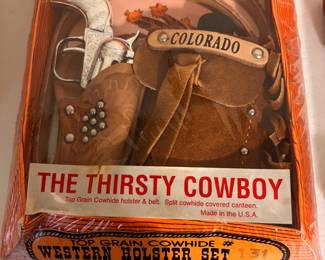 COLORADO
THE THIRSTY COWBOY
Top Grain Cowhide holster & belt. Split cowhide covered canteen.
Made in the U.S.A.
TOP GRAIN COWHIDE #
WESTERN HOLSTER SET 131